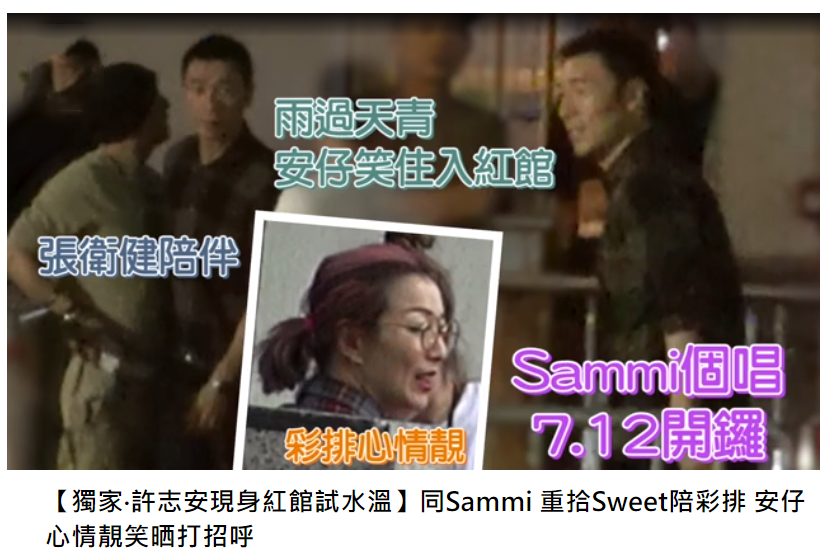 雨過天青
安仔笑住入紅館
張衛健陪伴
Sammi個唱
7.12開鑼
彩排心情靚
【獨家‧許志安現身紅館試水溫】同Sammi 重拾Sweet陪彩排 安仔
心情靚笑晒打招呼